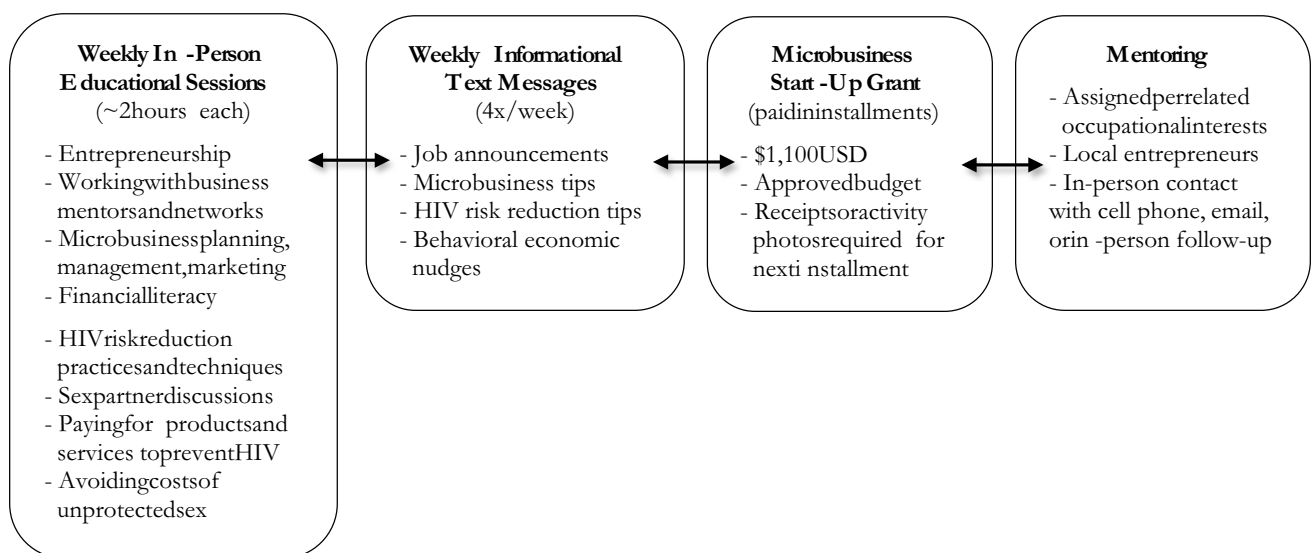 Weekly In -Person
Educational Sessions
(~2hours each)
- Entrepreneurship
- Workingwithbusiness
mentorsandnetworks
- Microbusinessplanning,
management,marketing
- Financialliteracy
- HIVriskreduction
practicesandtechniques
- Sexpartnerdiscussions
- Payingfor productsand
services topreventHIV
- Avoidingcostsof
unprotectedsex
Weekly Informational
Text Messages
(4x/week)
- Job announcements
- Microbusiness tips
- HIV risk reduction tips
- Behavioral economic
nudges
Microbusiness
Start -Up Grant
(paidininstallments)
- $1,100USD
- Approvedbudget
- Receiptsoractivity
photosrequired for
nexti nstallment
Mentoring
- Assignedperrelated
occupationalinterests
- Local entrepreneurs
- In-person contact
with cell phone, email,
orin -person follow-up